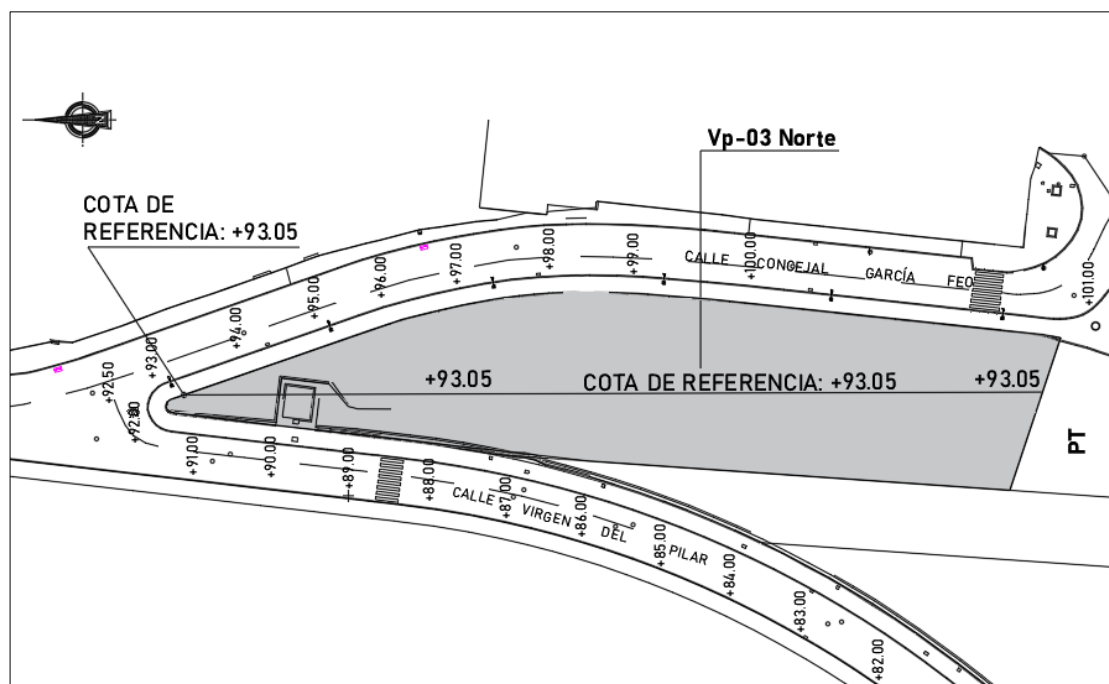 Vp-03 Norte
COTA DE
REFERENCIA: +93.05
CALLE CONCEJAL GARCÍA FEO
+92.00
+92.50
+93.00
+94.00
+95.00
+96.00
+97.00
+98.00
+99.00
+100.00
+101.00
+93.05
COTA DE REFERENCIA: +93.05
+93.05
PT
+91.00
+90.00
+89.00
+88.00
+87.00
+86.00
+85.00
+84.00
+83.00
+82.00
CALLE VIRGEN DEL PILAR
N